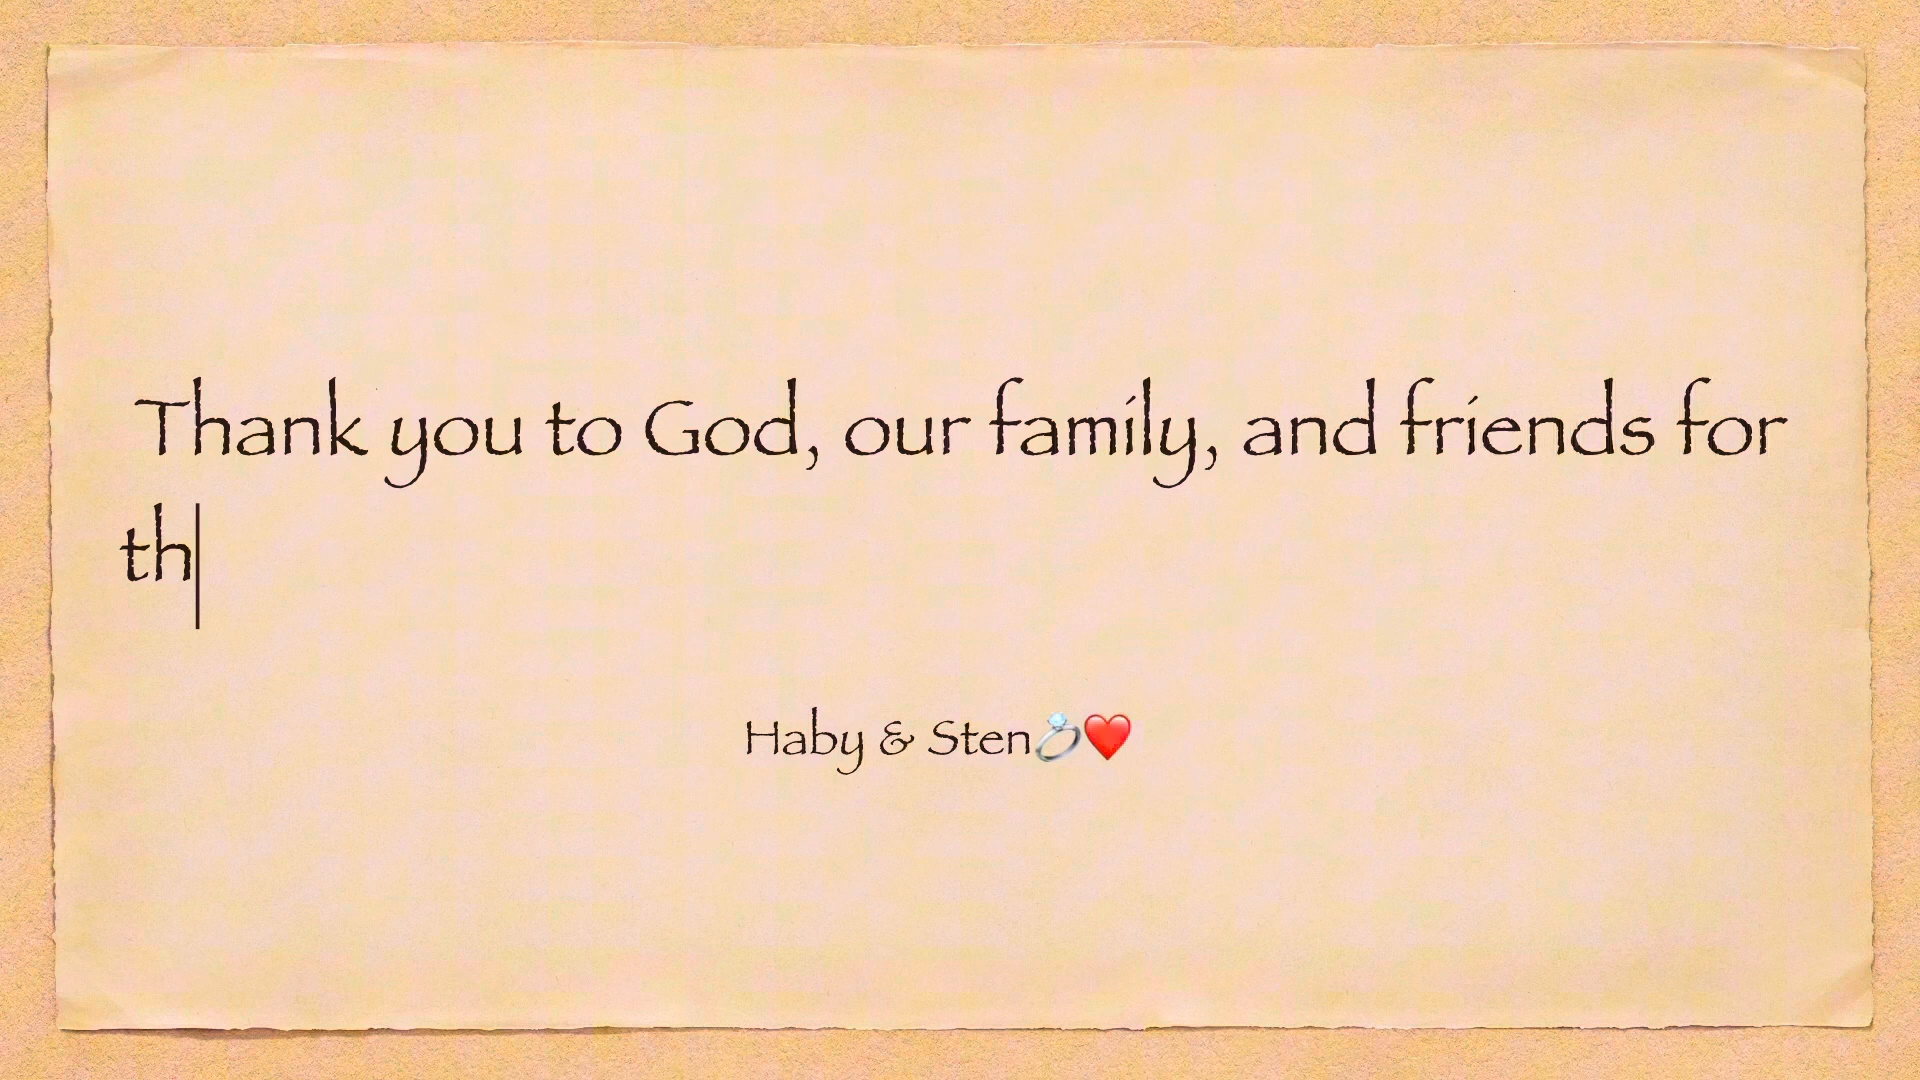 Thank you to God, our family, and friends for
th
Haby & Sten💍❤️